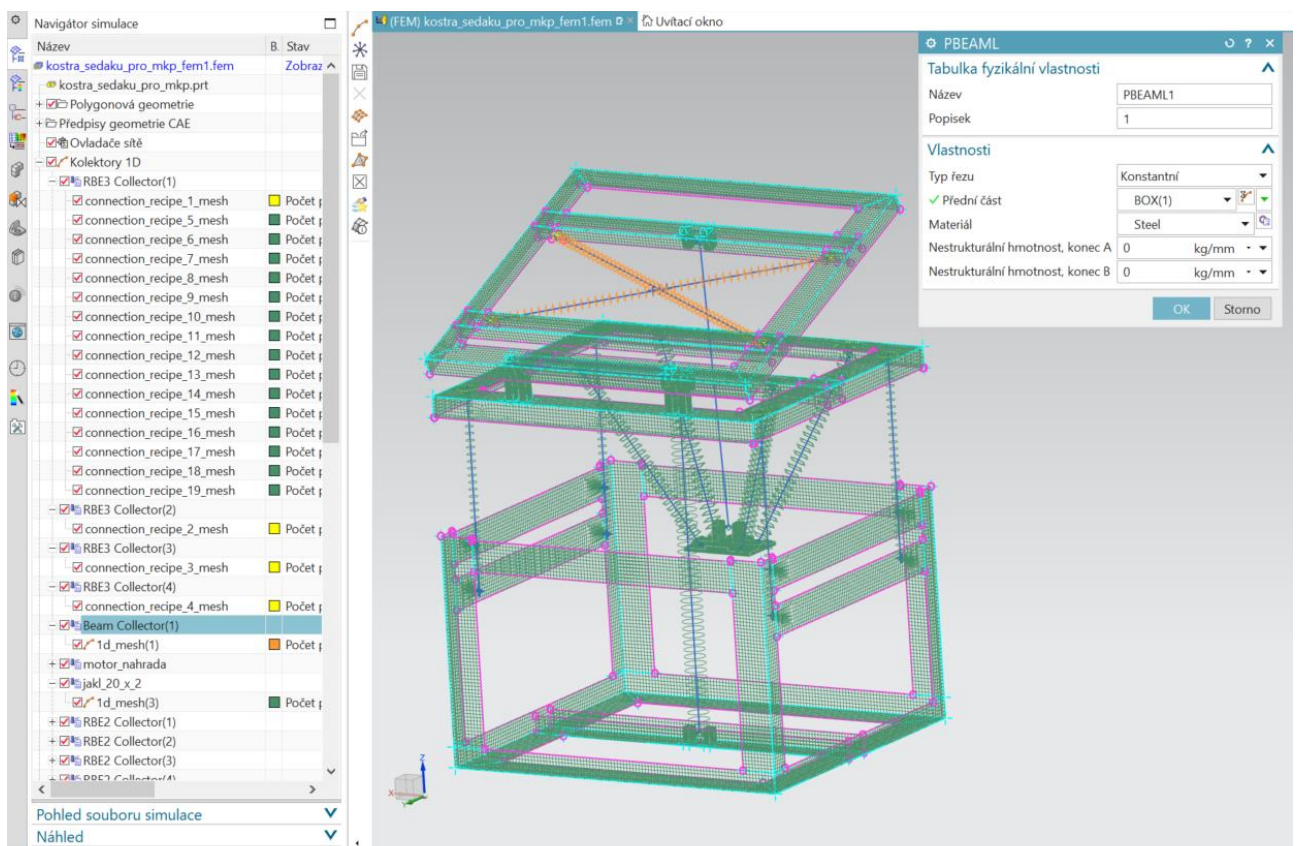 Navigátor simulace
Název B. Stav
kostra_sedaku_pro_mkp_fem1.fem Zobraz
kostra_sedaku_pro_mkp.prt
Polygonová geometrie
Předpisy geometrie CAE
Ovladače sítě
Kolektory 1D
RBE3 Collector(1)
connection_recipe_1_mesh Počet p
connection_recipe_5_mesh Počet p
connection_recipe_6_mesh Počet p
connection_recipe_7_mesh Počet p
connection_recipe_8_mesh Počet p
connection_recipe_9_mesh Počet p
connection_recipe_10_mesh Počet p
connection_recipe_11_mesh Počet p
connection_recipe_12_mesh Počet p
connection_recipe_13_mesh Počet p
connection_recipe_14_mesh Počet p
connection_recipe_15_mesh Počet p
connection_recipe_16_mesh Počet p
connection_recipe_17_mesh Počet p
connection_recipe_18_mesh Počet p
connection_recipe_19_mesh Počet p
RBE3 Collector(2)
connection_recipe_2_mesh Počet p
RBE3 Collector(3)
connection_recipe_3_mesh Počet p
RBE3 Collector(4)
connection_recipe_4_mesh Počet p
Beam Collector(1)
1d_mesh(1) Počet p
motor_nahrada
jakl_20_x_2
1d_mesh(3) Počet p
RBE2 Collector(1)
RBE2 Collector(2)
RBE2 Collector(3)
RBE2 Collector(4)
Pohled souboru simulace
Náhled
(FEM) kostra_sedaku_pro_mkp_fem1.fem Uvítací okno
PBEAML
Tabulka fyzikální vlastnosti
Název PBEAML1
Popisek 1
Vlastnosti
Typ řezu Konstantní
Přední část BOX(1)
Materiál Steel
Nestrukturální hmotnost, konec A 0 kg/mm
Nestrukturální hmotnost, konec B 0 kg/mm
OK Storno
Z
X
Y